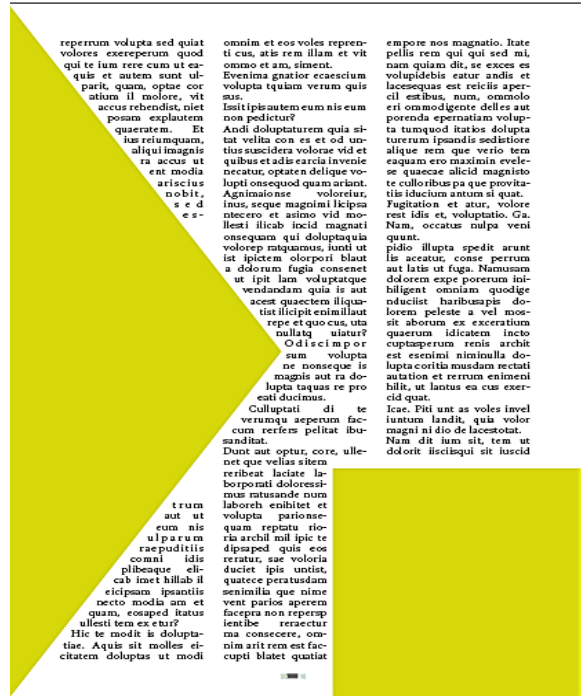 reperrum volupta sed quiat
volores exereperum quod
qui te ium rere cum ut ea-
quis et autem sunt ul-
parit, quam, optae cor
atium il molore, vit
accus rehendist, niet
posam explautem
quaeratem. Et
ius reiumquam,
aliqui imagnis
ra accus ut
ent modia
ariscius
nobit,
sed
es-
trum
aut ut
eum nis
ulparum
raepuditiis
comni idis
plibeaque eli-
cab imet hillab il
eicipsam ipsantiis
necto modia am et
quam, eosaped itatus
ullesti tem ex etur?
Hic te modit is dolupta-
tiae. Aquis sit molles ei-
citatem doluptas ut modi
omnim et eos voles repren-
ti cus, atis rem illam et vit
ommo et am, siment.
Evenima gnatior ecaescium
volupta tquiam verum quis
sus.
Issit ipis autem eum nis eum
non pedictur?
Andi doluptaturem quia si-
tat velita con es et od un-
tius suscidera volorae vid et
quibus et adis earcia invenie
necatur, optaten delique vo-
lupti onsequod quam ariant.
Agnimaionse voloreiur,
inus, seque magnimi licipsa
ntecero et asimo vid mo-
llesti ilicab incid magnati
onsequam qui doluptaquia
volorep ratquamus, iunti ut
ist ipictem olorpori blaut
a dolorum fugia consenet
ut ipit lam voluptatque
vendandam quia is aut
acest quaectem iliqua-
tist ilicipit enimillaut
repe et quo cus, uta
nullatq uiatur?
Odiscimpor
sum volupta
ne nonseque is
magnis aut ra do-
lupta taquas re pro
eati ducimus.
Culluptati di te
verumqu aeperum fac-
cum rerfers pelitat ibu-
sanditat.
Dunt aut optur, core, ulle-
net que velias sitem
reribeat laciate la-
borporati doloressi-
mus ratusande num
laboreh enihitet et
volupta parionse-
quam reptatu rio-
ria archil mil ipic te
dipsaped quis eos
reratur, sae voloria
duciet ipis untist,
quatece peratusdam
senimilia que nime
vent parios aperem
facepra non repersp
ientibe reraectur
ma consecere, om-
nim arit rem est fac-
cupti blatet quatiat
empore nos magnatio. Itate
pellis rem qui qui sed mi,
nam quiam dit, se exces es
volupidebis eatur andis et
lacesequas est reiciis aper-
cil estibus, num, ommolo
eri ommodigente delles aut
porenda epernatiam volup-
ta tumquod itatios dolupta
turerum ipsandis sedistiore
alique rem que verio tem
eaquam ero maximin evele-
se quaecae alicid magnisto
te culloribus pa que provita-
tiis iducium antum si quat.
Fugitation et atur, volore
rest idis et, voluptatio. Ga.
Nam, occatus nulpa veni
quunt.
pidio illupta spedit arunt
lis aceatur, conse perrum
aut latis ut fuga. Namusam
dolorem expe porerum ini-
hiligent omniam quodige
nduciist haribusapis do-
lorem peleste a vel mos-
sit aborum ex exceratium
quaerum idicatem incto
cuptasperum renis archit
est esenimi niminulla do-
lupta coritia musdam rectati
autation et rerrum enimeni
hilit, ut lantus ea cus exer-
cid quat.
Icae. Piti unt as voles invel
iuntum landit, quia volor
magni ni dio de lacestotat.
Nam dit ium sit, tem ut
dolorit iisciisqui sit iuscid